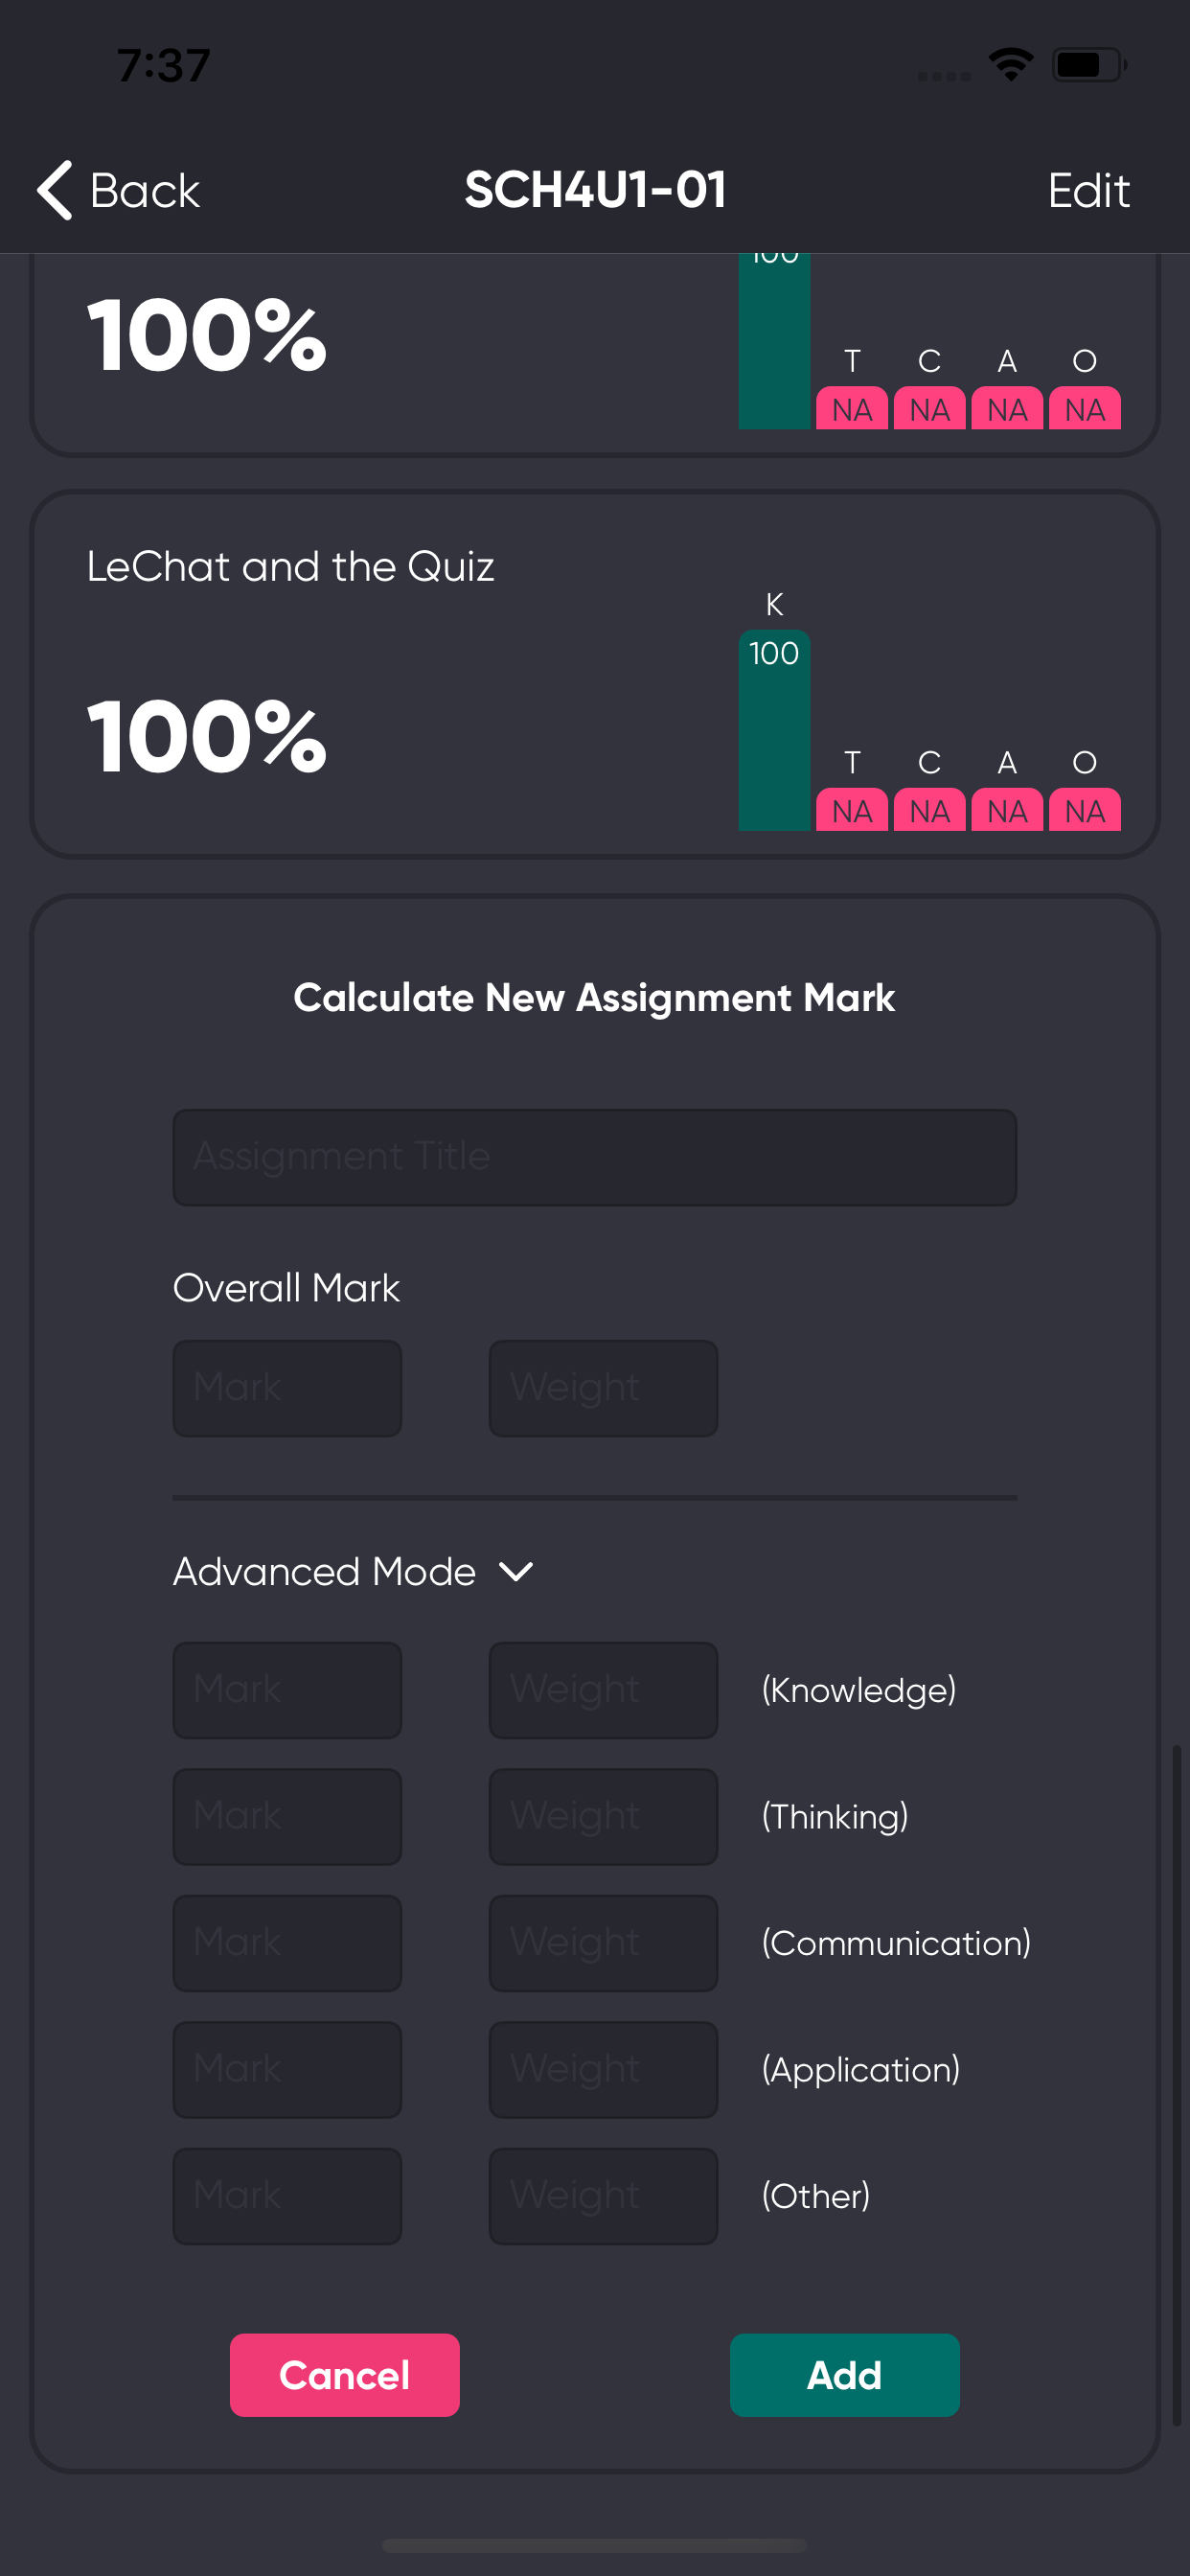 7:37
Back SCH4U1-01 Edit
100
100%
T C A O
NA NA NA NA
LeChat and the Quiz
K
100
100%
T C A O
NA NA NA NA
Calculate New Assignment Mark
Assignment Title
Overall Mark
Mark Weight
Advanced Mode
Mark Weight (Knowledge)
Mark Weight (Thinking)
Mark Weight (Communication)
Mark Weight (Application)
Mark Weight (Other)
Cancel Add